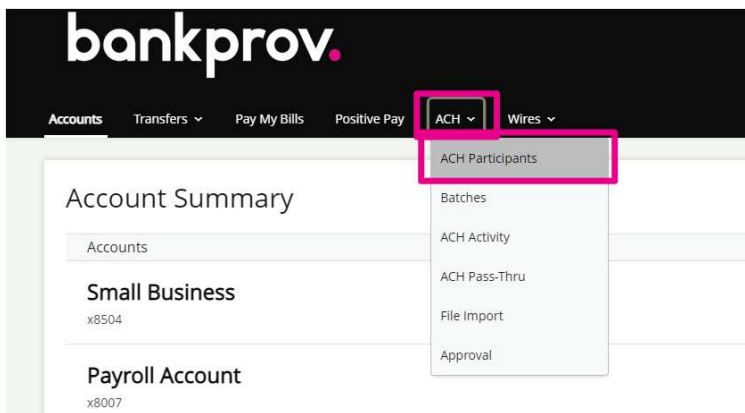 bankprov.
Accounts Transfers Pay My Bills Positive Pay ACH Wires
ACH Participants
Account Summary
Batches
Accounts
ACH Activity
Small Business
ACH Pass-Thru
x8504
File Import
Approval
Payroll Account
x8007